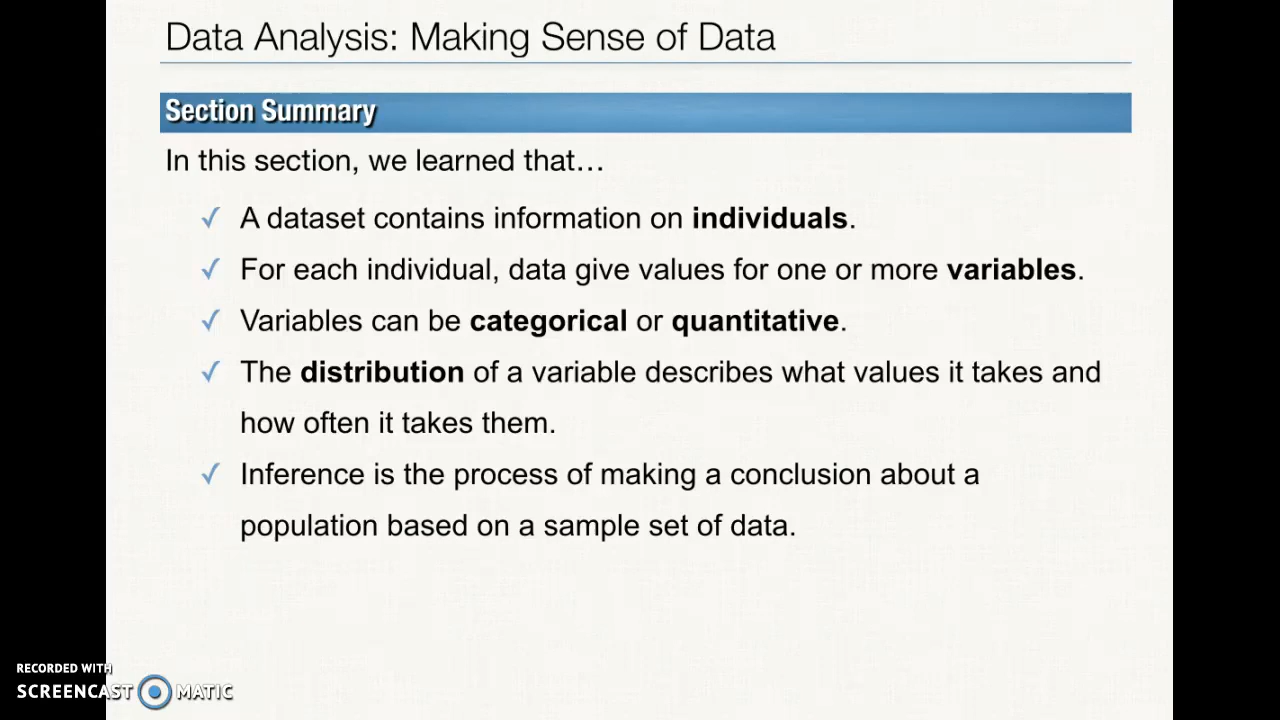 Data Analysis: Making Sense of Data
Section Summary
In this section, we learned that…
✓ A dataset contains information on individuals.
✓ For each individual, data give values for one or more variables.
✓ Variables can be categorical or quantitative.
✓ The distribution of a variable describes what values it takes and
how often it takes them.
✓ Inference is the process of making a conclusion about a
population based on a sample set of data.
RECORDED WITH
SCREENCAST MATIC